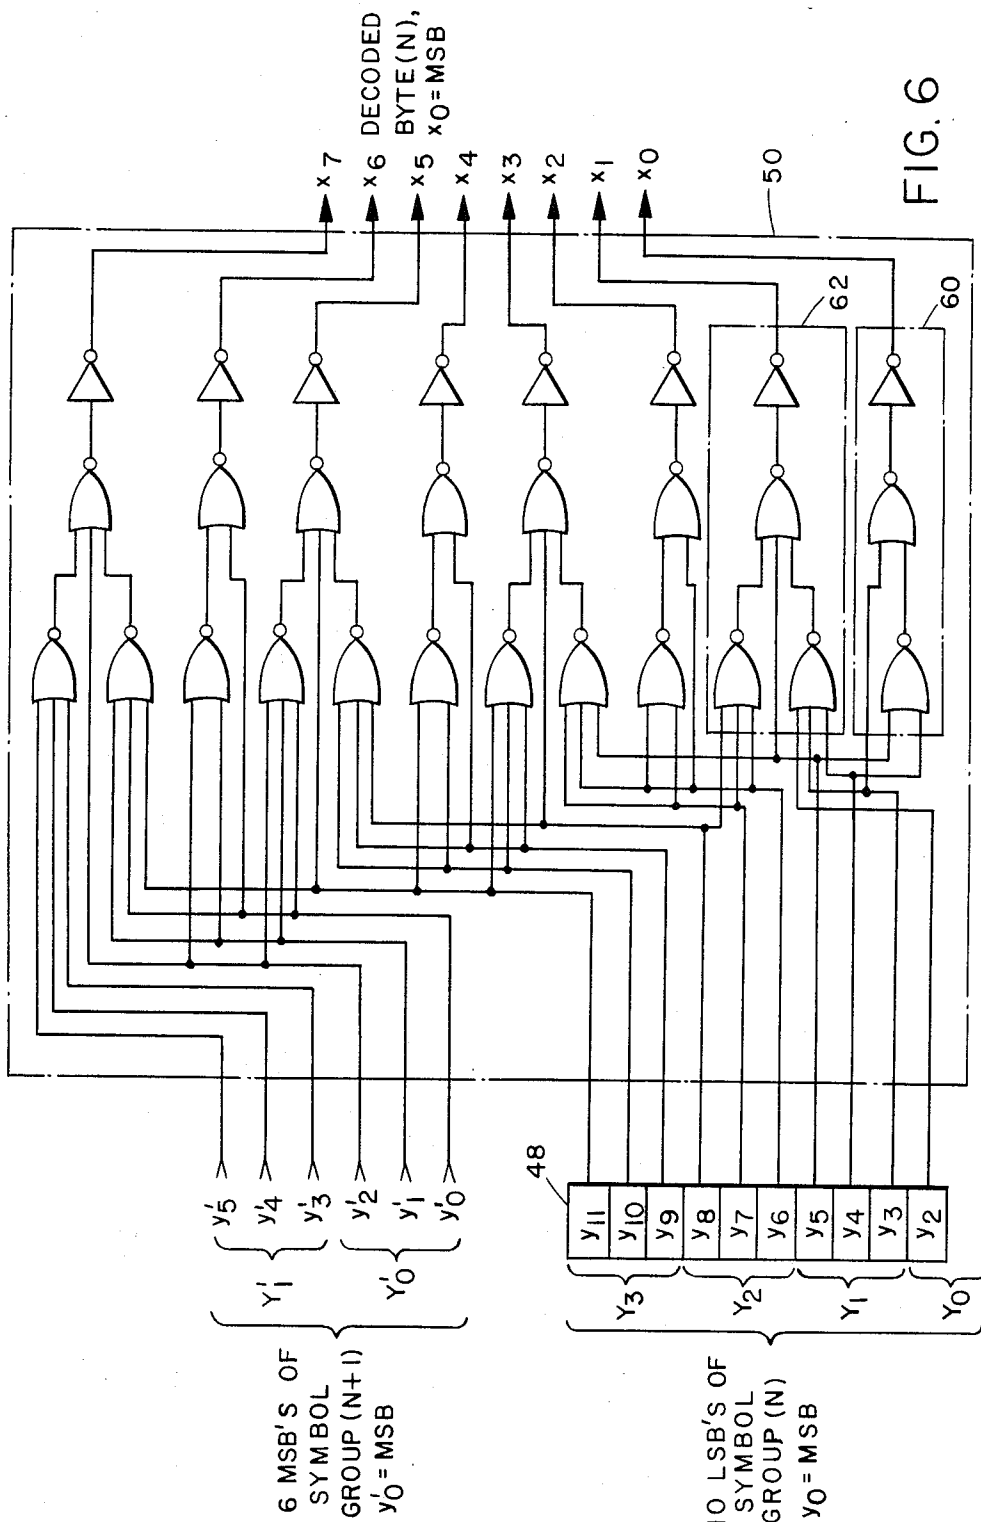 x7
x6 DECODED
x5 BYTE(N),
x4 x0=MSB
x3
x2
x1
x0
50
62
60
FIG. 6
y'5
y'4
y'3
y'2
y'1
y'0
Y'1
Y'0
6 MSB'S OF
SYMBOL
GROUP (N+1)
y'0 = MSB
48
y11
y10
y9
y8
y7
y6
y5
y4
y3
y2
Y3
Y2
Y1
Y0
10 LSB'S OF
SYMBOL
GROUP (N)
y0 = MSB